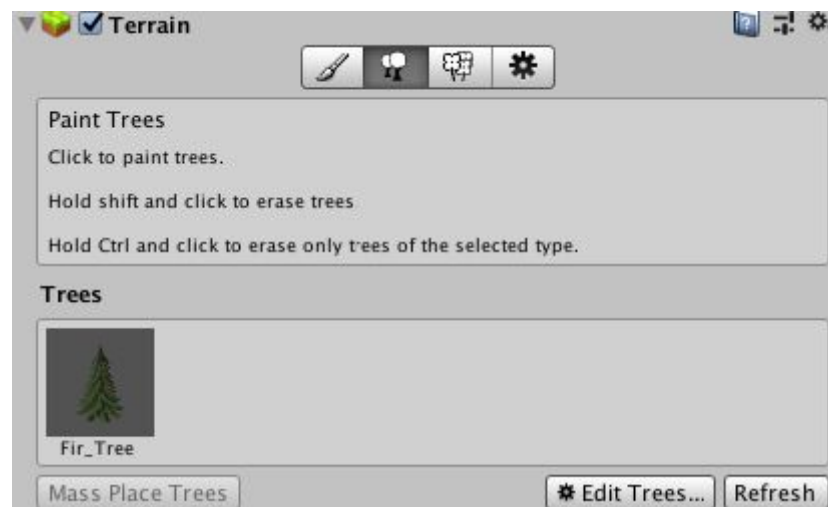 Terrain
Paint Trees
Click to paint trees.
Hold shift and click to erase trees
Hold Ctrl and click to erase only trees of the selected type.
Trees
Fir_Tree
Mass Place Trees
Edit Trees...
Refresh